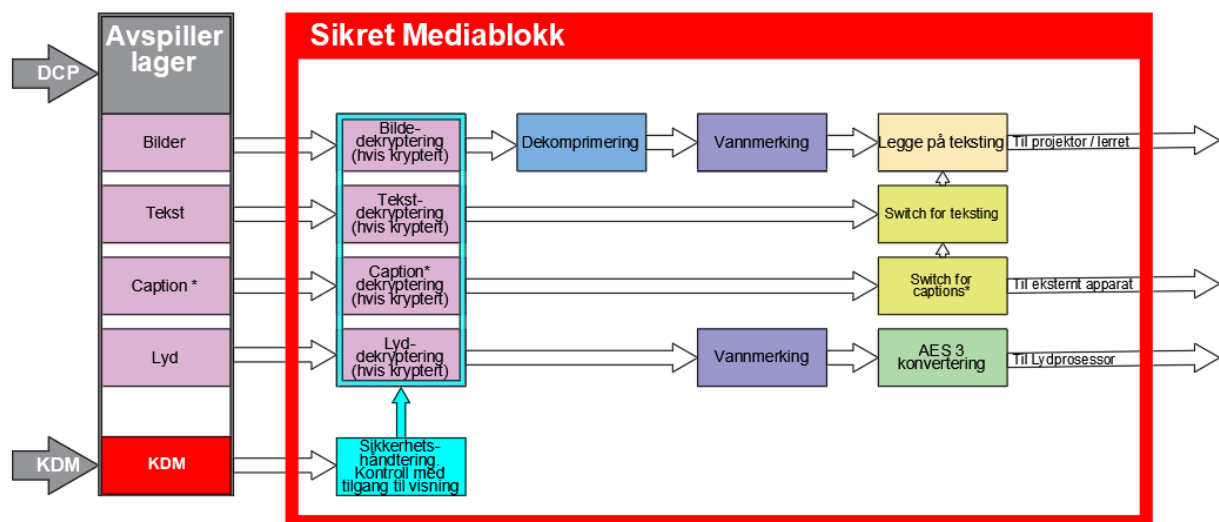 Avspiller
lager
Sikret Mediablokk
DCP
Bilder
Bilde-
dekryptering
(hvis kryptert)
Dekomprimering
Vannmerking
Legge på teksting
Til projektor / lerret
Tekst
Tekst-
dekryptering
(hvis kryptert)
Switch for teksting
Caption *
Caption*
dekryptering
(hvis kryptert)
Switch for
captions*
Til eksternt apparat
Lyd
Lyd-
dekryptering
(hvis kryptert)
Vannmerking
AES 3
konvertering
Til Lydprosessor
KDM
KDM
Sikkerhets-
håndtering.
Kontroll med
tilgang til visning